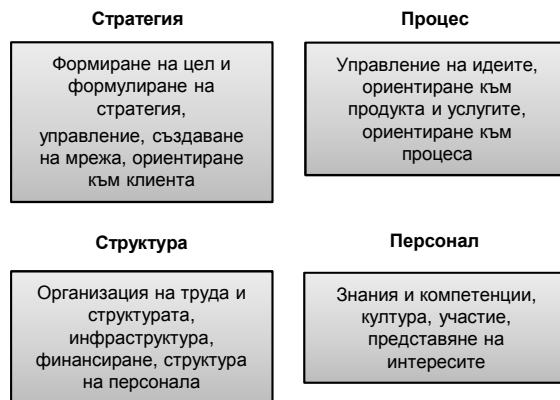 Стратегия
Формиране на цел и
формулиране на
стратегия,
управление, създаване
на мрежа, ориентиране
към клиента
Процес
Управление на идеите,
ориентиране към
продукта и услугите,
ориентиране към
процеса
Структура
Организация на труда и
структурата,
инфраструктура,
финансиране, структура
на персонала
Персонал
Знания и компетенции,
култура, участие,
представяне на
интересите